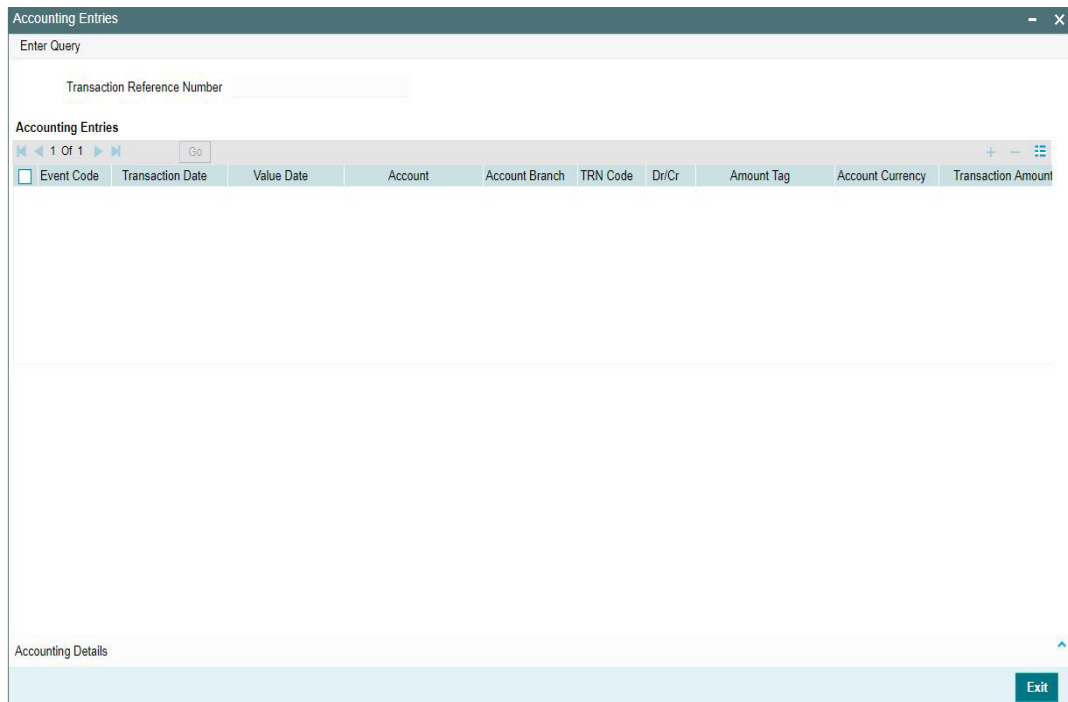 Accounting Entries
Enter Query
Transaction Reference Number
Accounting Entries
1 Of 1 Go
Event Code Transaction Date Value Date Account Account Branch TRN Code Dr/Cr Amount Tag Account Currency Transaction Amount
Accounting Details
Exit